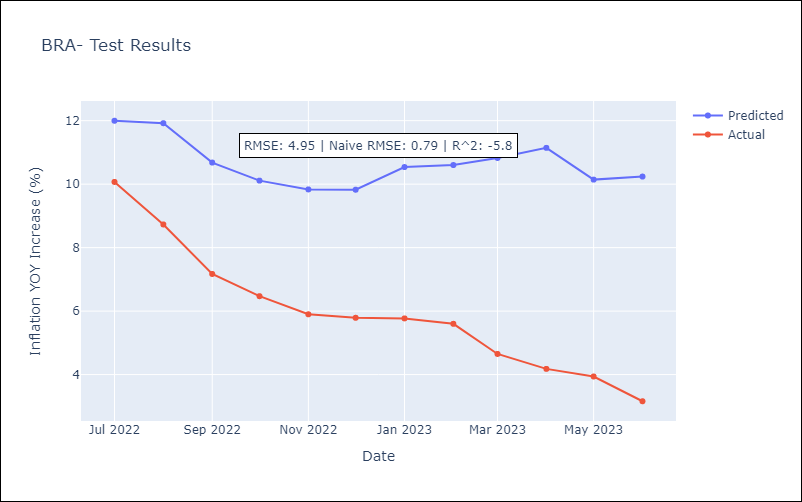 BRA- Test Results
Predicted
Actual
RMSE: 4.95 | Naive RMSE: 0.79 | R^2: -5.8
Inflation YOY Increase (%)
12
10
8
6
4
Jul 2022
Sep 2022
Nov 2022
Jan 2023
Mar 2023
May 2023
Date